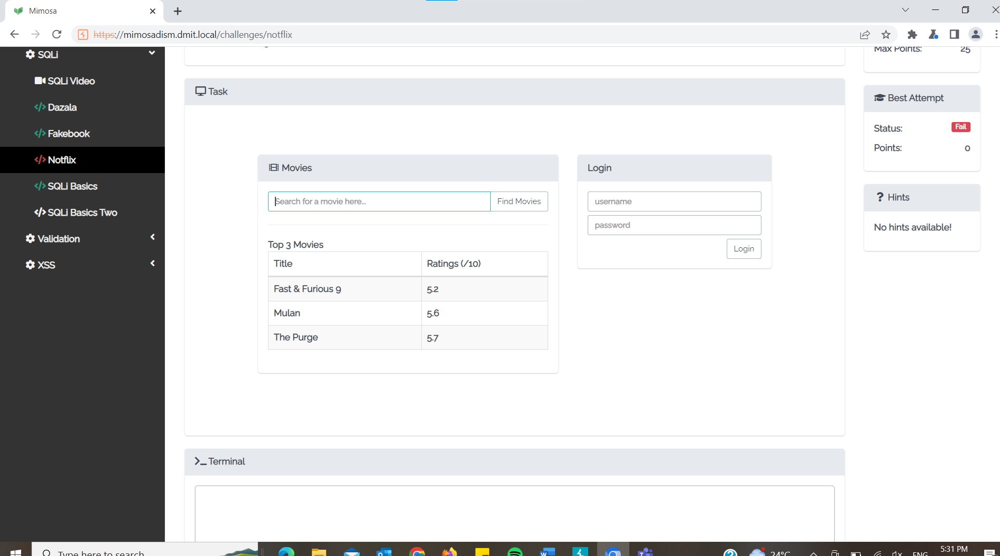 Mimosa
https://mimosadism.dmit.local/challenges/notflix
SQLi
SQLi Video
Dazala
Fakebook
Notflix
SQLi Basics
SQLi Basics Two
Validation
XSS
Task
Movies
Search for a movie here...
Find Movies
Top 3 Movies
Title
Ratings (/10)
Fast & Furious 9
5.2
Mulan
5.6
The Purge
5.7
Login
username
password
Login
Terminal
Max Points:
25
Best Attempt
Status:
Fail
Points:
0
? Hints
No hints available!
Type here to search
24°C
ENG
5:31 PM